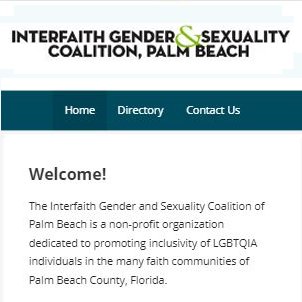 INTERFAITH GENDER & SEXUALITY
COALITION, PALM BEACH
Home Directory Contact Us
Welcome!
The Interfaith Gender and Sexuality Coalition of
Palm Beach is a non-profit organization
dedicated to promoting inclusivity of LGBTQIA
individuals in the many faith communities of
Palm Beach County, Florida.